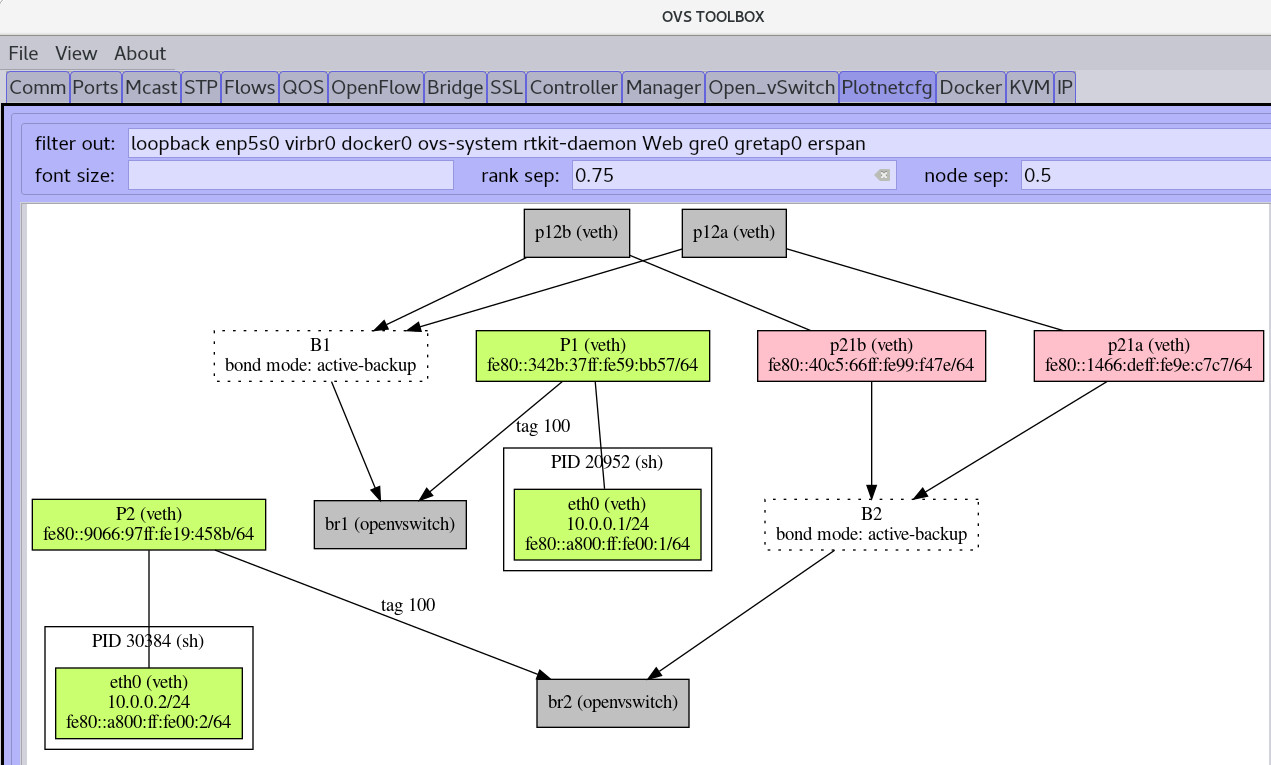 OVS TOOLBOX
File View About
Comm Ports Mcast STP Flows QOS OpenFlow Bridge SSL Controller Manager Open_vSwitch Plotnetcfg Docker KVM IP
filter out: loopback enp5s0 virbr0 docker0 ovs-system rtkit-daemon Web gre0 gretap0 erspan
font size: rank sep: 0.75 node sep: 0.5
p12b (veth) p12a (veth)
B1
bond mode: active-backup
P1 (veth)
fe80::342b:37ff:fe59:bb57/64
p21b (veth)
fe80::40c5:66ff:fe99:f47e/64
p21a (veth)
fe80::1466:deff:fe9e:c7c7/64
tag 100
PID 20952 (sh)
eth0 (veth)
10.0.0.1/24
fe80::a800:ff:fe00:1/64
P2 (veth)
fe80::9066:97ff:fe19:458b/64
br1 (openvswitch)
B2
bond mode: active-backup
tag 100
PID 30384 (sh)
eth0 (veth)
10.0.0.2/24
fe80::a800:ff:fe00:2/64
br2 (openvswitch)